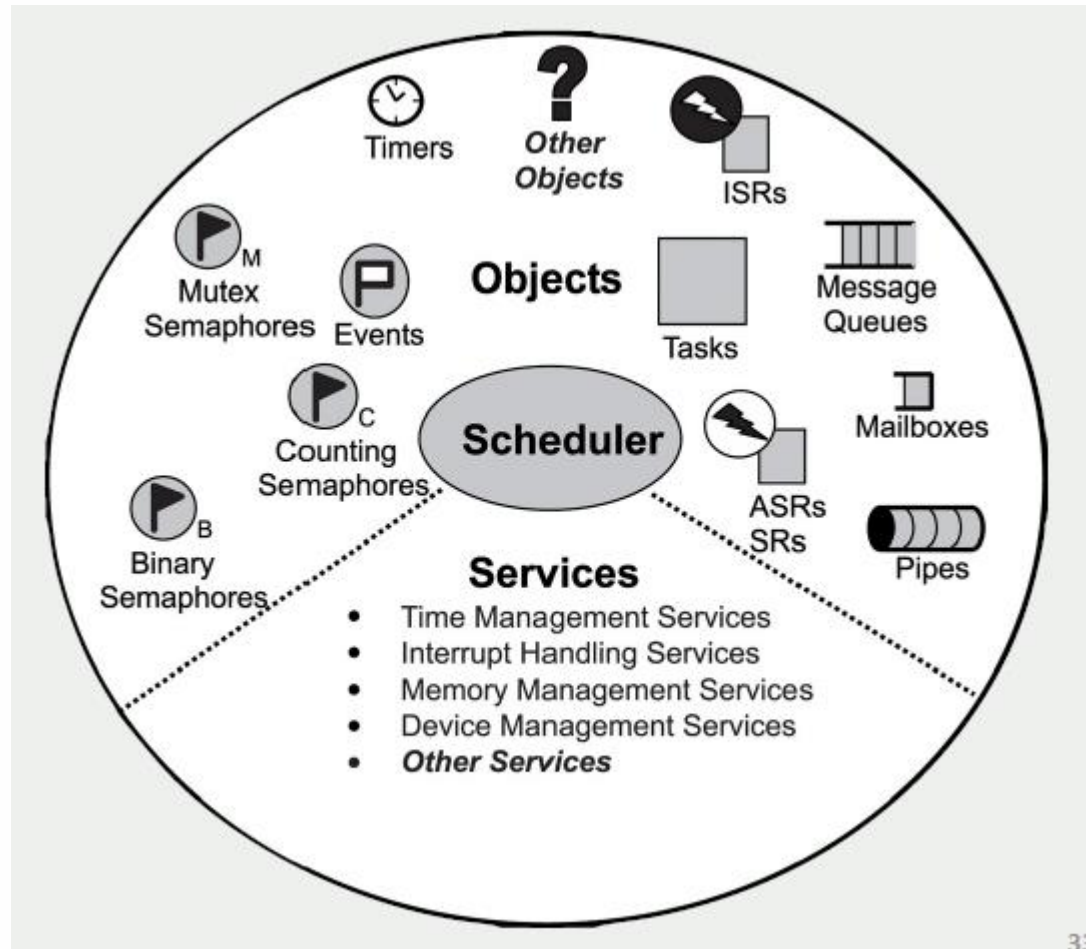 Timers
?
Other
Objects
ISRs
M
Mutex
Semaphores
Events
Objects
Tasks
Message
Queues
C
Counting
Semaphores
Scheduler
Mailboxes
B
Binary
Semaphores
ASRs
SRs
Pipes
Services
• Time Management Services
• Interrupt Handling Services
• Memory Management Services
• Device Management Services
• Other Services